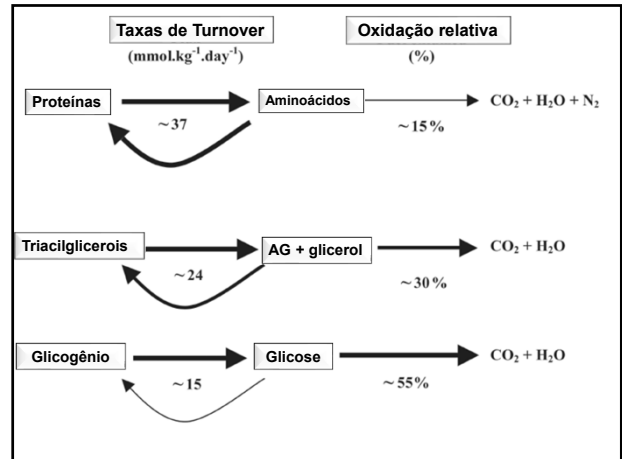 Taxas de Turnover Oxidação relativa
(mmol.kg⁻¹.day⁻¹) (%)
Proteínas Aminoácidos CO₂ + H₂O + N₂
~37 ~15%
Triacilglicerois AG + glicerol CO₂ + H₂O
~24 ~30%
Glicogênio Glicose CO₂ + H₂O
~15 ~55%